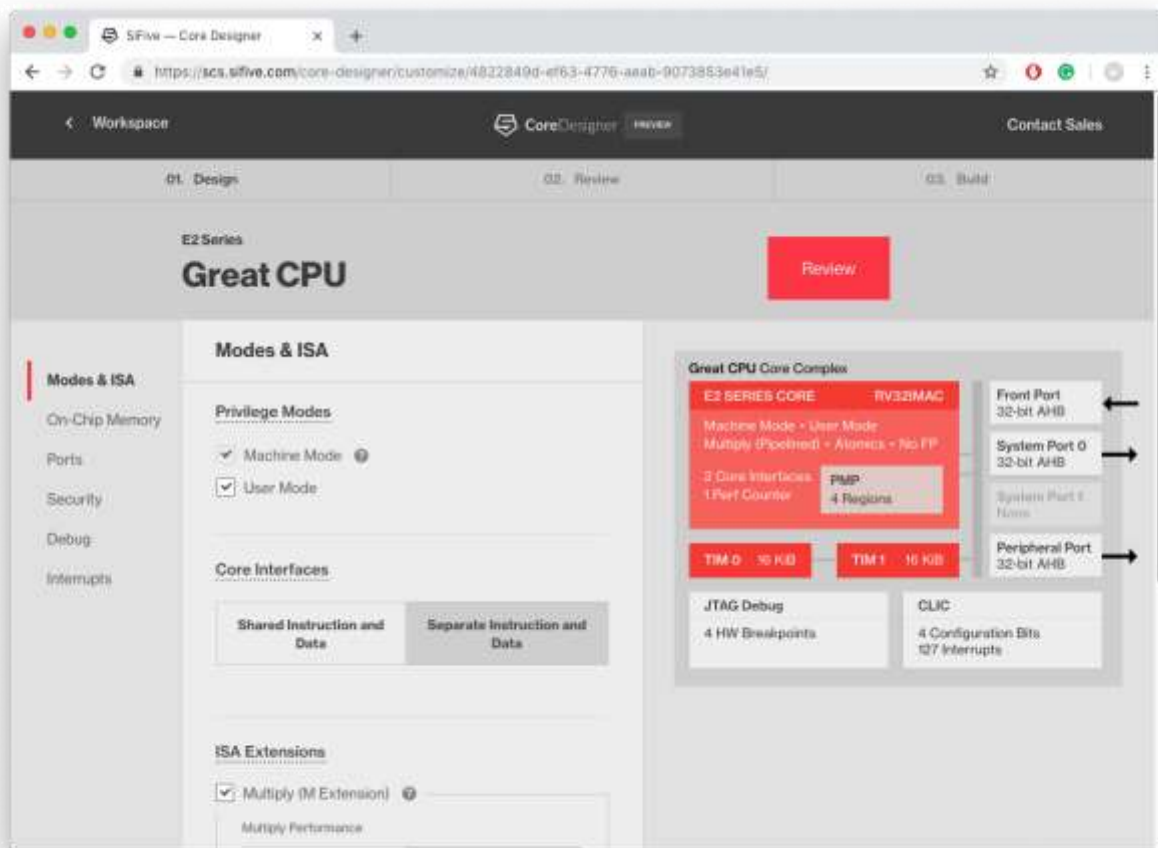 SiFive — Core Designer
https://scs.sifive.com/core-designer/customize/4822849d-ef63-4776-aeab-9073853e41e5/
Workspace
CoreDesigner PREVIEW
Contact Sales
01. Design
02. Review
03. Build
E2 Series
Great CPU
Review
Modes & ISA
On-Chip Memory
Ports
Security
Debug
Interrupts
Modes & ISA
Privilege Modes
Machine Mode
User Mode
Core Interfaces
Shared Instruction and
Data
Separate Instruction and
Data
ISA Extensions
Multiply (M Extension)
Multiply Performance
Great CPU Core Complex
E2 SERIES CORE RV32IMAC
Machine Mode • User Mode
Multiply (Pipelined) • Atomics • No FP
2 Core Interfaces
1 Perf Counter
PMP
4 Regions
TIM 0 16 KiB
TIM 1 16 KiB
Front Port
32-bit AHB
System Port 0
32-bit AHB
System Port 1
None
Peripheral Port
32-bit AHB
JTAG Debug
4 HW Breakpoints
CLIC
4 Configuration Bits
127 Interrupts